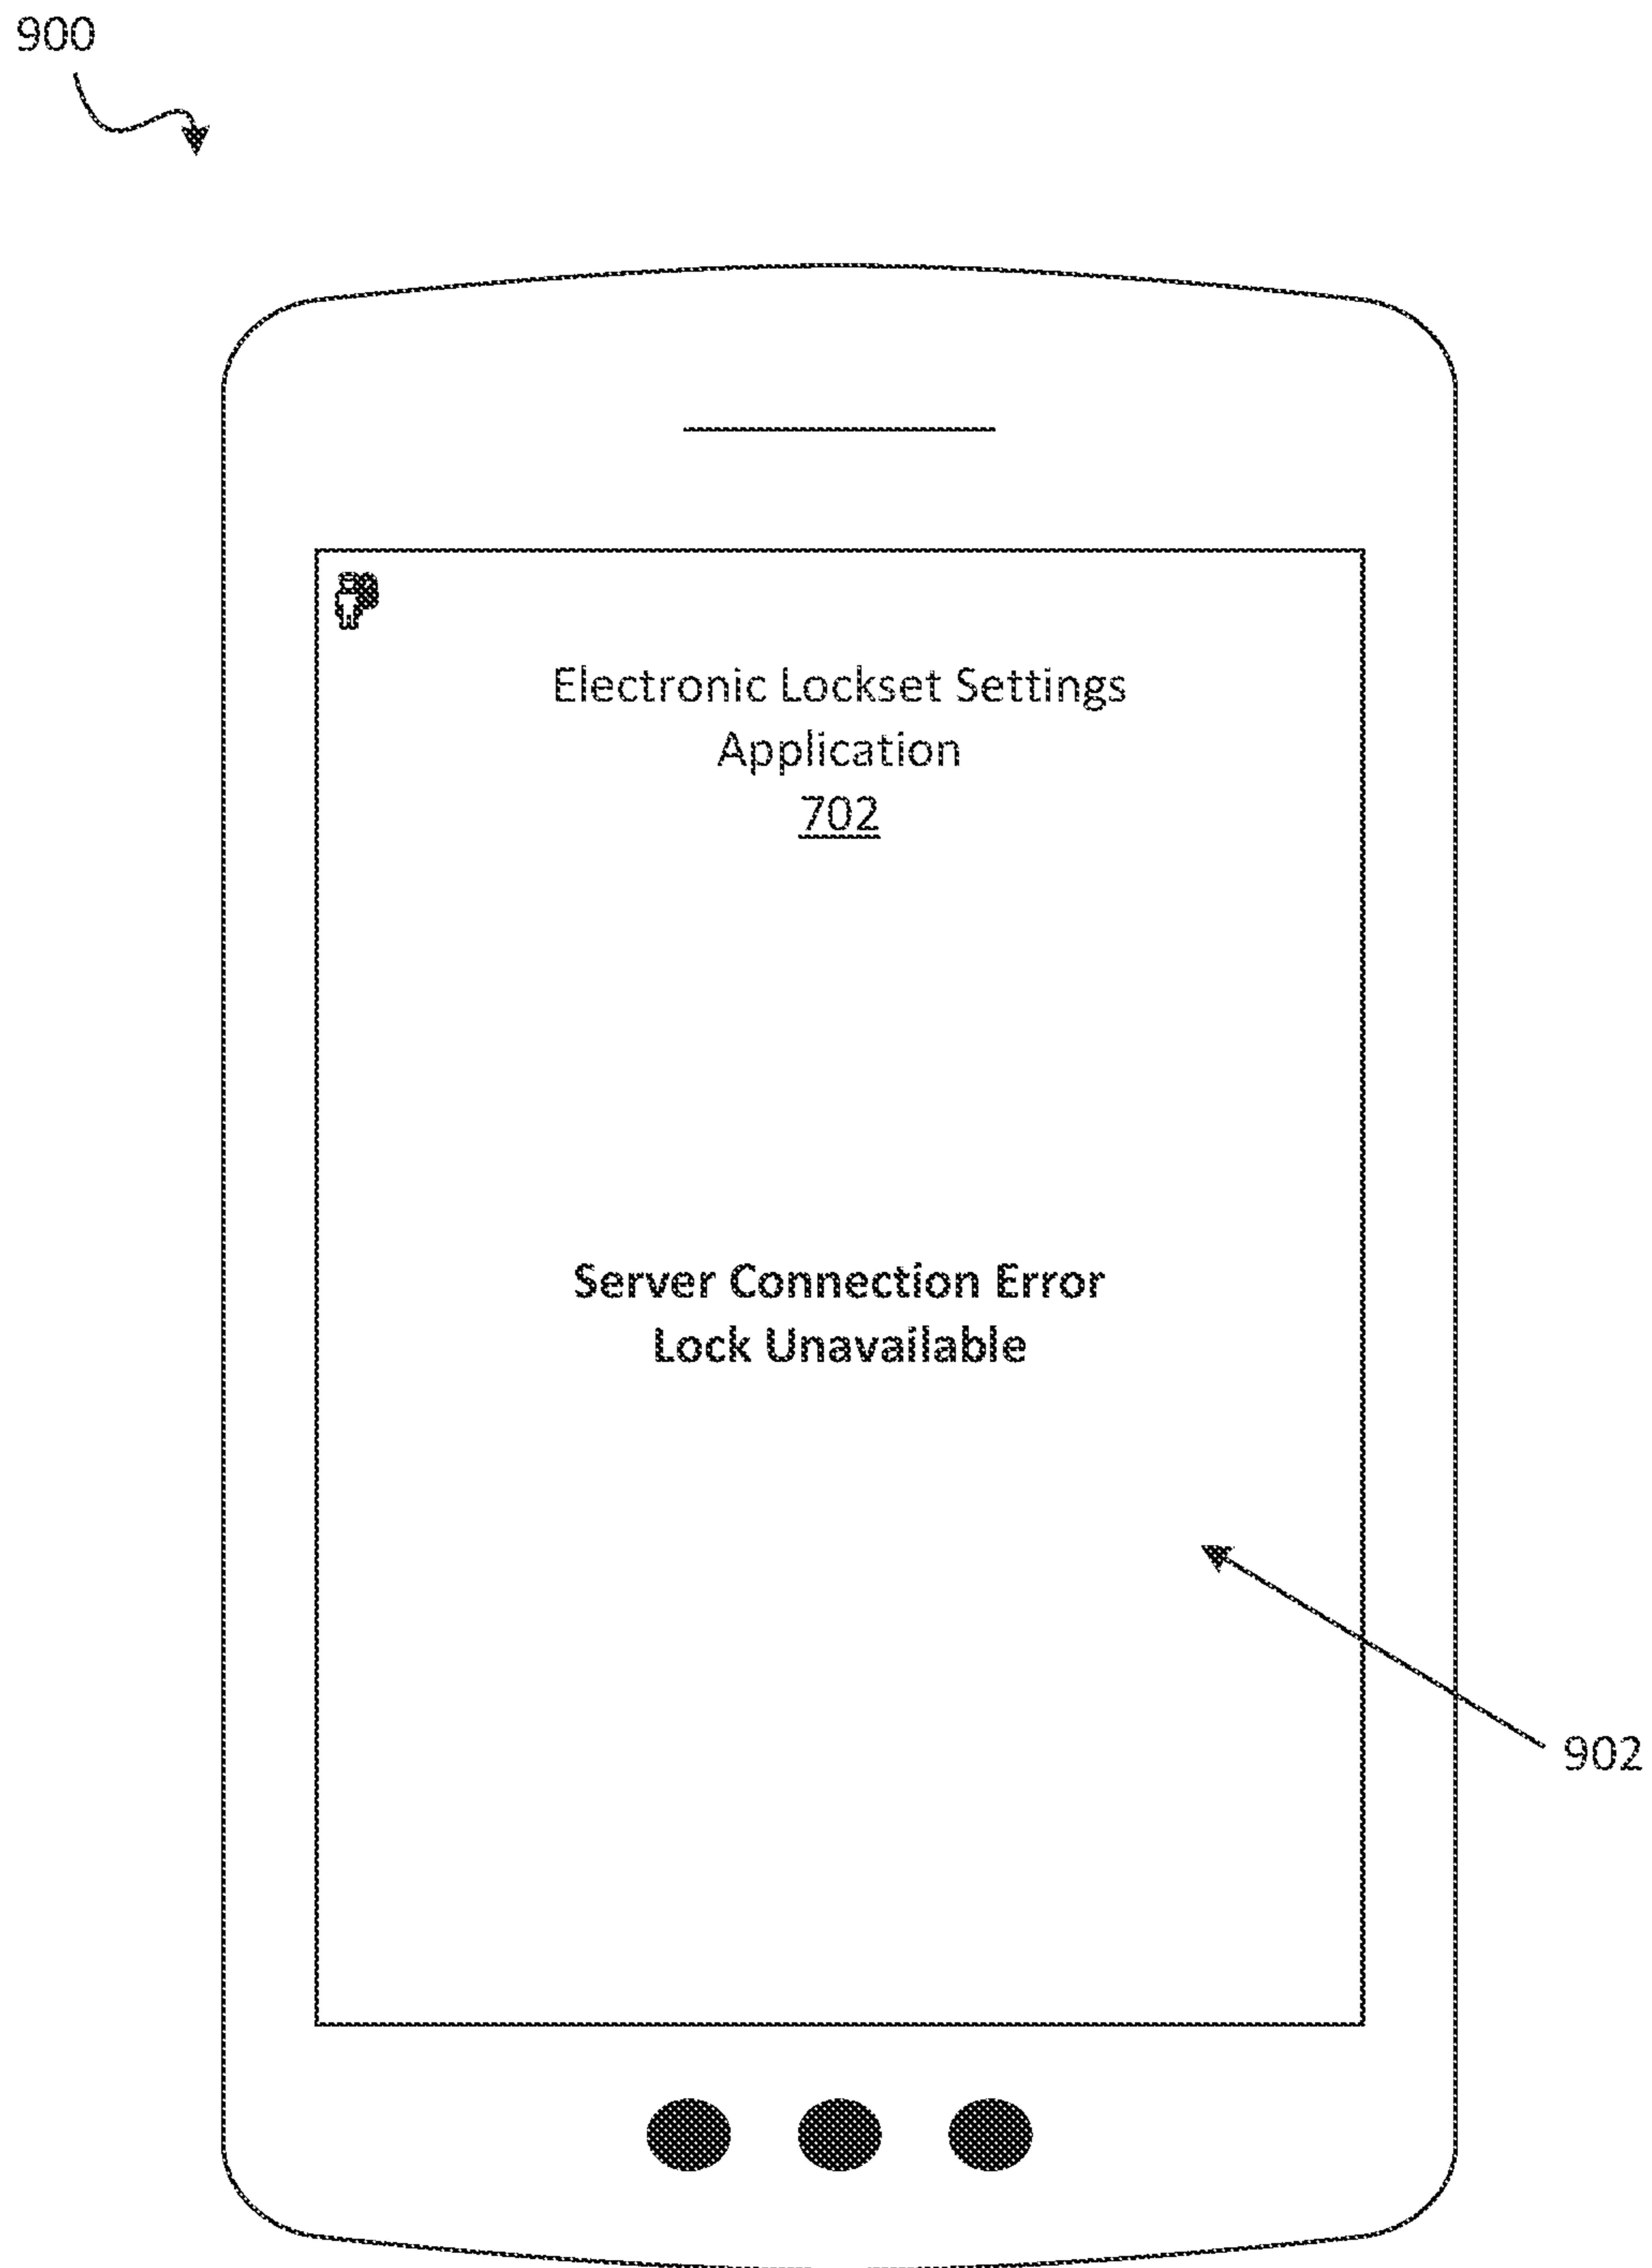 900
Electronic Lockset Settings
Application
702
Server Connection Error
Lock Unavailable
902